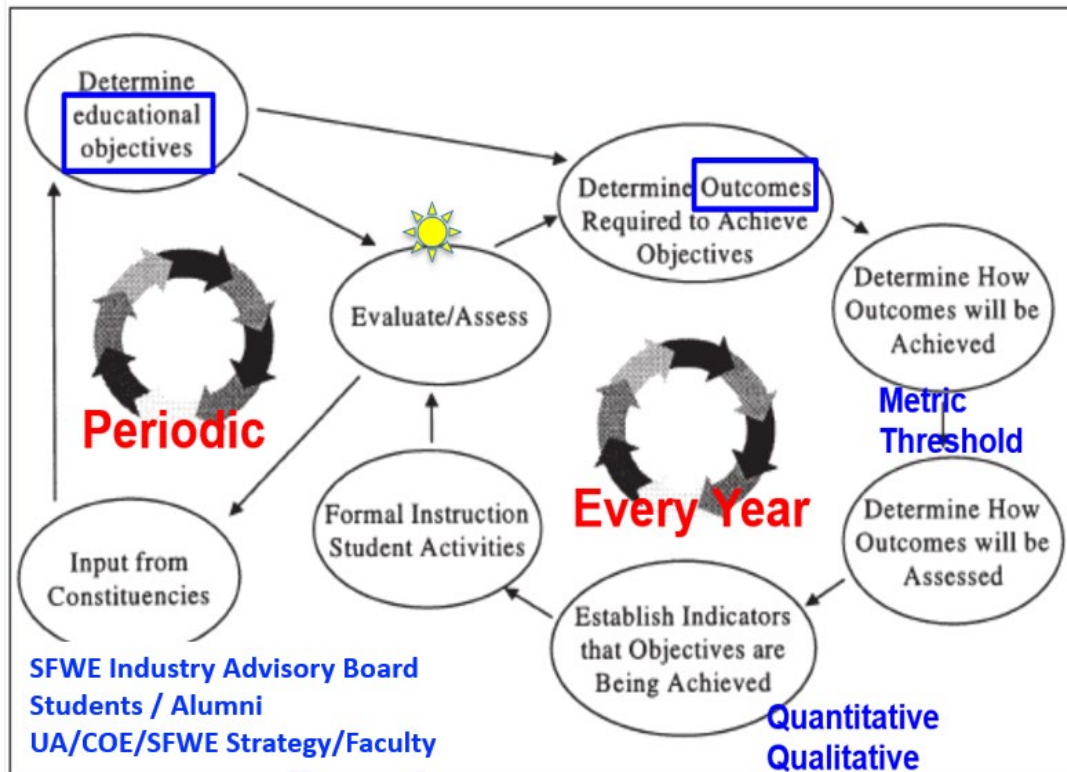 Determine
educational
objectives
Determine Outcomes
Required to Achieve
Objectives
Evaluate/Assess
Determine How
Outcomes will be
Achieved
Periodic
Metric
Threshold
Every Year
Formal Instruction
Student Activities
Determine How
Outcomes will be
Assessed
Input from
Constituencies
Establish Indicators
that Objectives are
Being Achieved
SFWE Industry Advisory Board
Students / Alumni
UA/COE/SFWE Strategy/Faculty
Quantitative
Qualitative